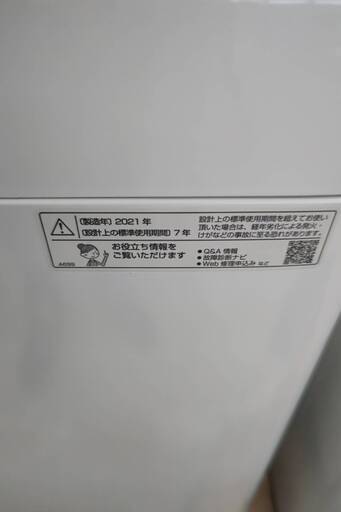 〔製造年〕2021年
〔設計上の標準使用期間〕7年
設計上の標準使用期間を超えてお使い
頂いた場合は、経年劣化による発火・
けがなどの事故に至る恐れがあります。
お役立ち情報を
ご覧いただけます
• Q&A 情報
• 故障診断ナビ
• Web 修理申込み など